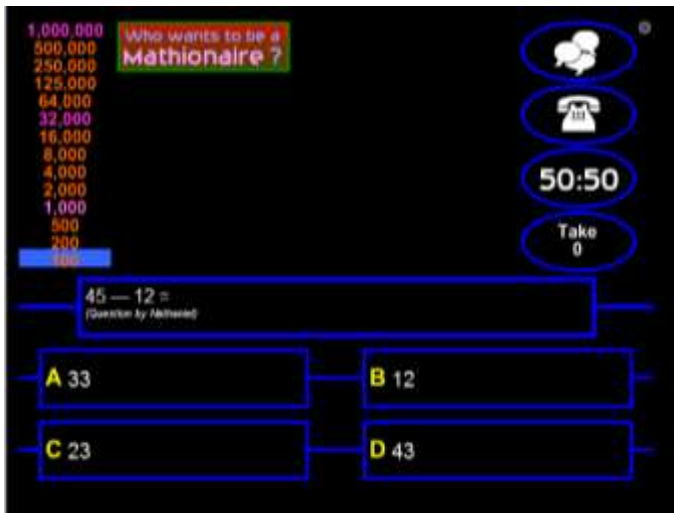 1,000,000
500,000
250,000
125,000
64,000
32,000
16,000
8,000
4,000
2,000
1,000
500
200
100
Who wants to be a
Mathionaire ?
50:50
Take
0
45 — 12 =
(Question by Nathaniel)
A 33
B 12
C 23
D 43